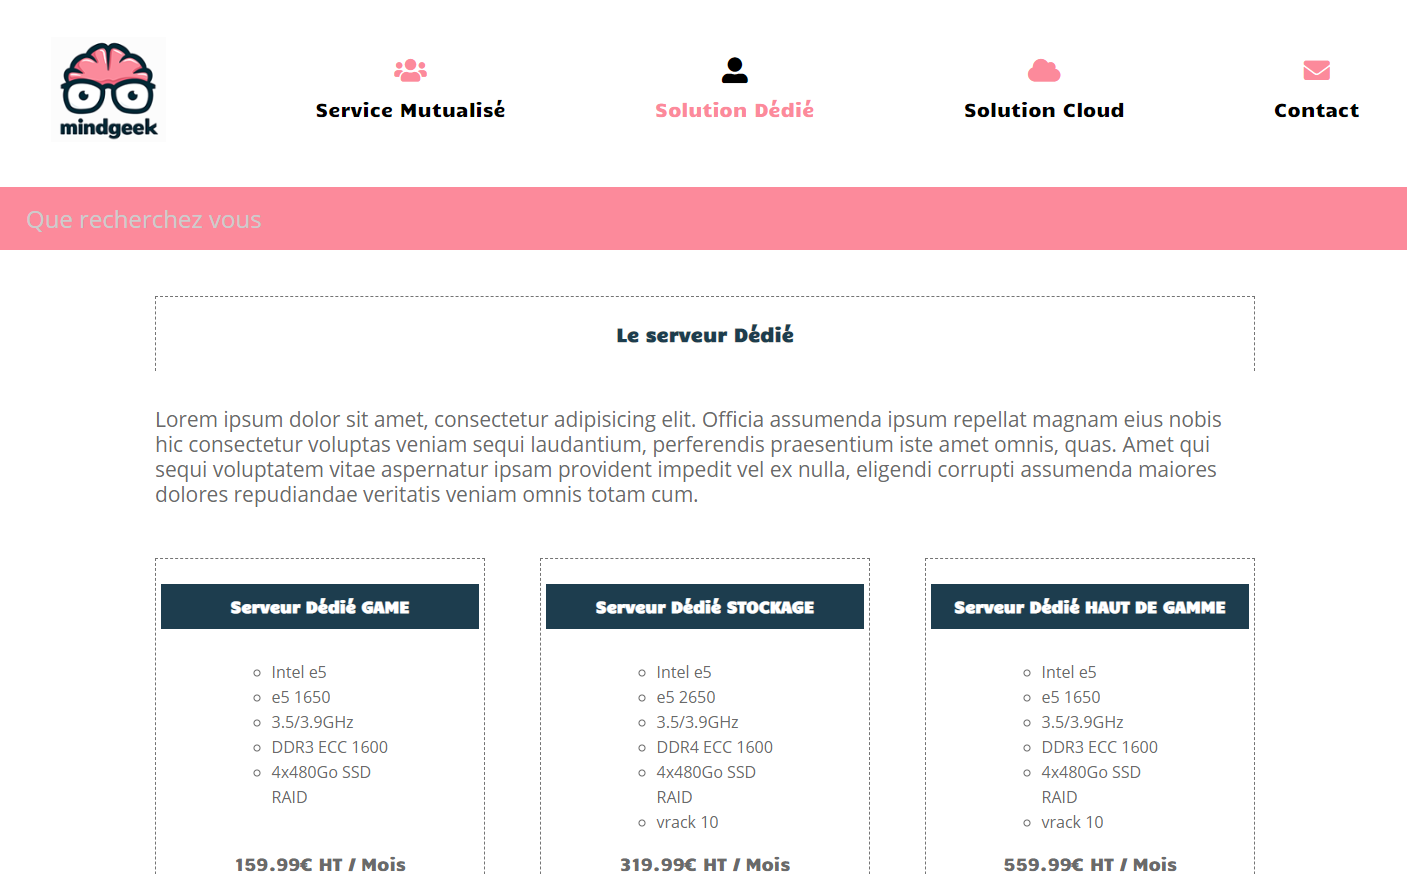 mindgeek
Service Mutualisé
Solution Dédié
Solution Cloud
Contact
Que recherchez vous
Le serveur Dédié
Lorem ipsum dolor sit amet, consectetur adipisicing elit. Officia assumenda ipsum repellat magnam eius nobis
hic consectetur voluptas veniam sequi laudantium, perferendis praesentium iste amet omnis, quas. Amet qui
sequi voluptatem vitae aspernatur ipsam provident impedit vel ex nulla, eligendi corrupti assumenda maiores
dolores repudiandae veritatis veniam omnis totam cum.
Serveur Dédié GAME
Intel e5
e5 1650
3.5/3.9GHz
DDR3 ECC 1600
4x480Go SSD
RAID
159.99€ HT / Mois
Serveur Dédié STOCKAGE
Intel e5
e5 2650
3.5/3.9GHz
DDR4 ECC 1600
4x480Go SSD
RAID
vrack 10
319.99€ HT / Mois
Serveur Dédié HAUT DE GAMME
Intel e5
e5 1650
3.5/3.9GHz
DDR3 ECC 1600
4x480Go SSD
RAID
vrack 10
559.99€ HT / Mois